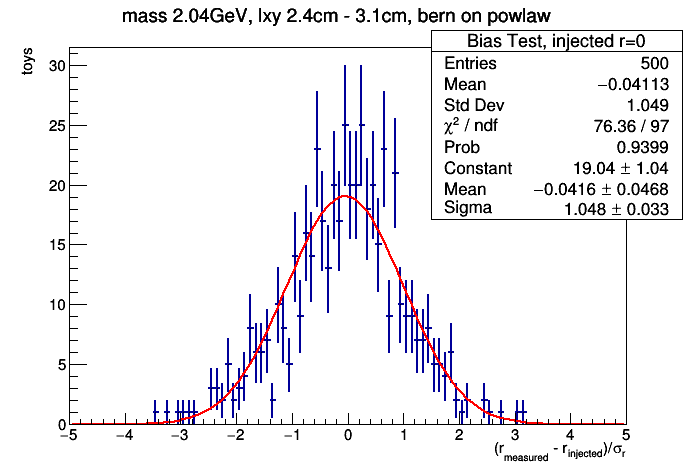 mass 2.04GeV, lxy 2.4cm - 3.1cm, bern on powlaw
Bias Test, injected r=0
Entries 500
Mean −0.04113
Std Dev 1.049
χ² / ndf 76.36 / 97
Prob 0.9399
Constant 19.04 ± 1.04
Mean −0.0416 ± 0.0468
Sigma 1.048 ± 0.033
toys
30
25
20
15
10
5
0
−5 −4 −3 −2 −1 0 1 2 3 4 5
(r_measured - r_injected)/σ_r